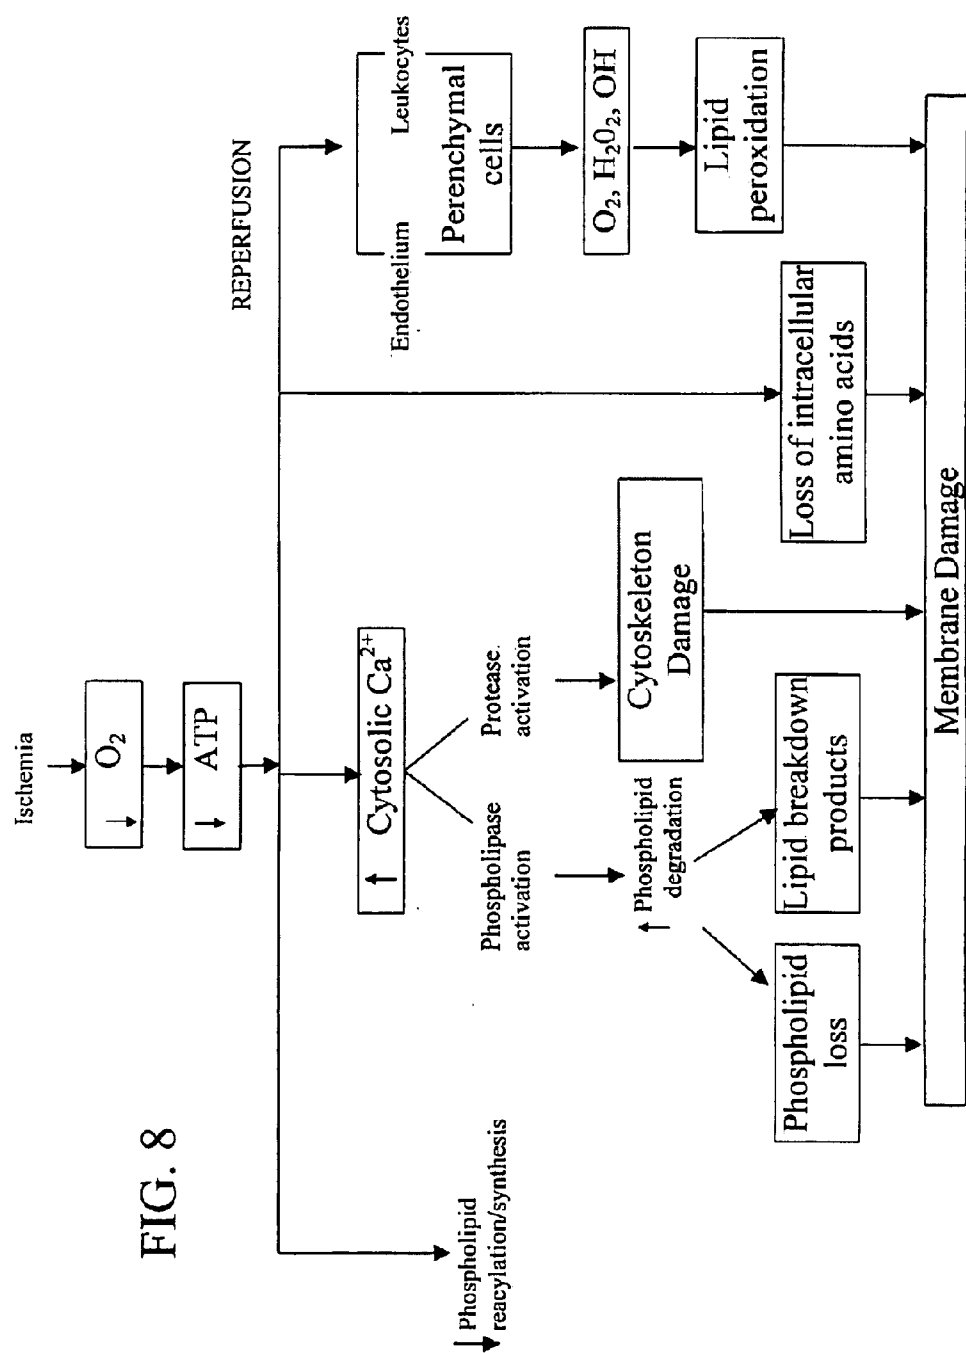 FIG. 8
Ischemia
↓ O₂
↓ ATP
REPERFUSION
↓ Phospholipid
reacylation/synthesis
↑ Cytosolic Ca²⁺
Phospholipase
activation
Protease.
activation
↑ Phospholipid
degradation
Cytoskeleton
Damage
Phospholipid
loss
Lipid breakdown
products
Loss of intracellular
amino acids
Endothelium
Leukocytes
Perenchymal
cells
O₂, H₂0₂, OH
Lipid
peroxidation
Membrane Damage